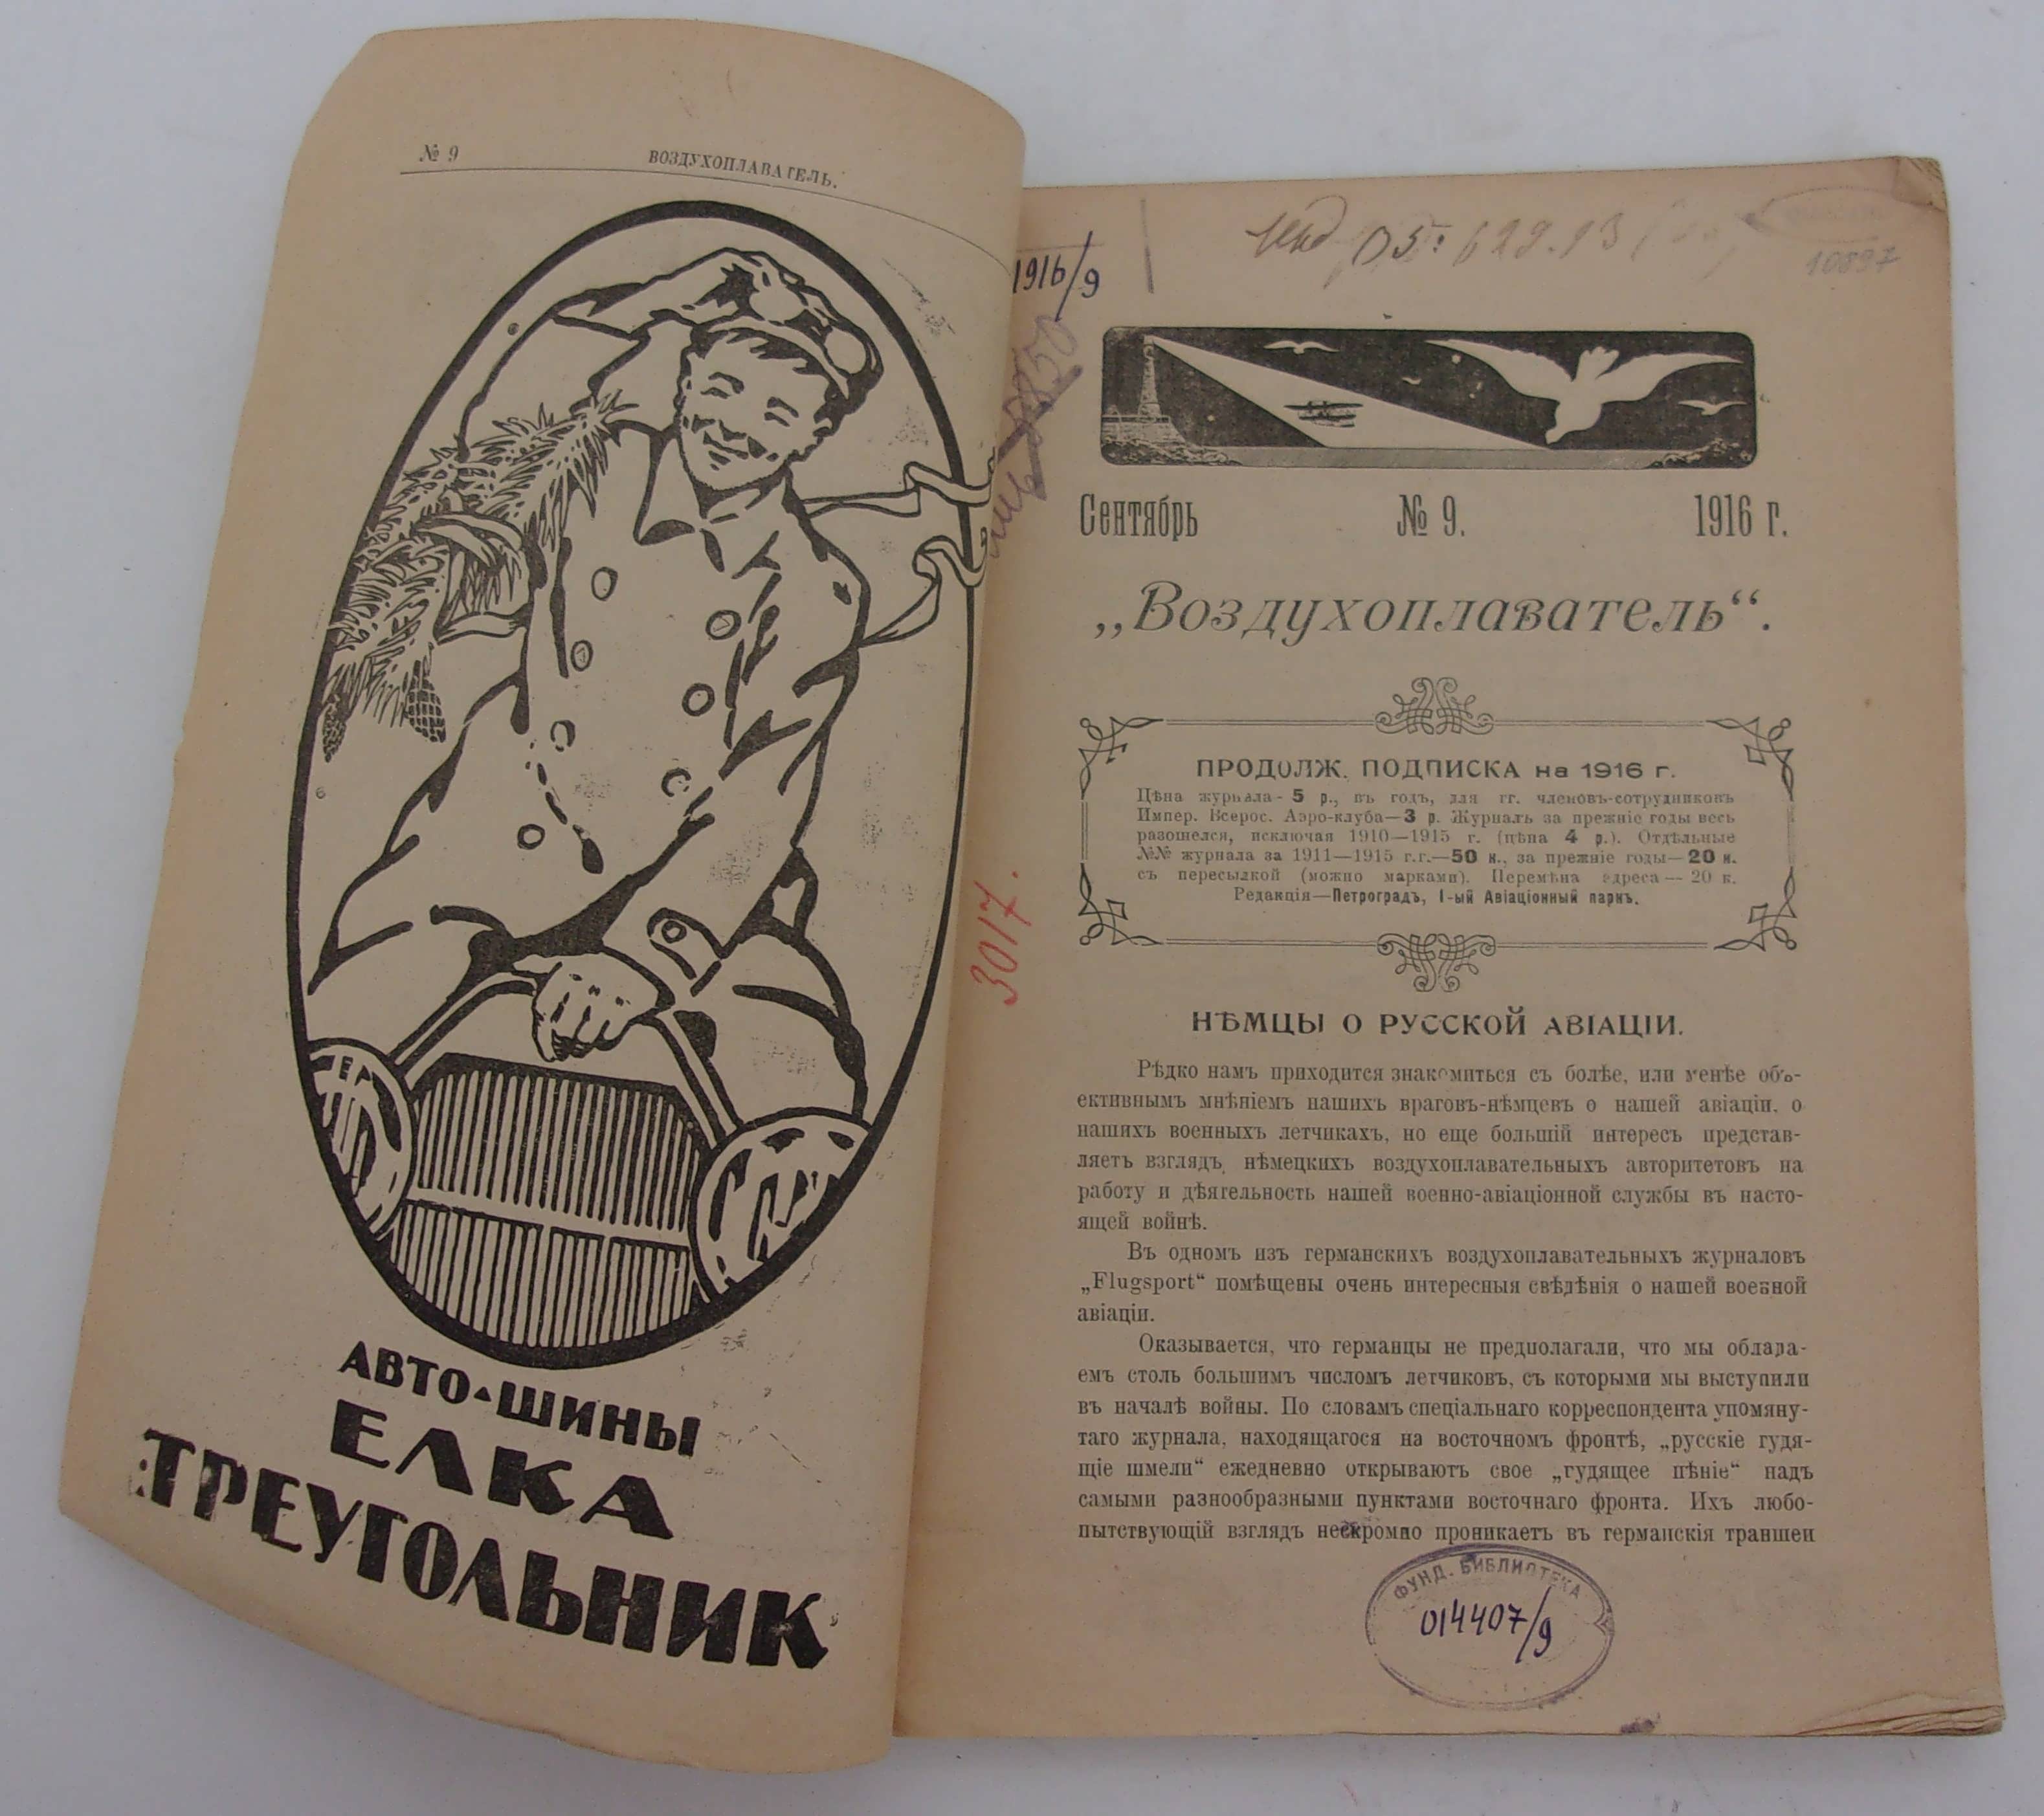 № 9
ВОЗДУХОПЛАВАТЕЛЬ.
АВТО-ШИНЫ
ЕЛКА
ТРЕУГОЛЬНИК
1916/9
3017.
05: 629.13
10897
Сентябрь № 9. 1916 г.
„Воздухоплаватель“.
ПРОДОЛЖ. ПОДПИСКА на 1916 г.
Цѣна журнала- 5 р., въ годъ, для гг. членовъ-сотрудниковъ
Импер. Всерос. Аэро-клуба—3 р. Журналъ за прежніе годы весь
разошелся, исключая 1910—1915 г. (цѣна 4 р.). Отдѣльные
№№ журнала за 1911—1915 г.г.—50 к., за прежніе годы—20 к.
съ пересылкой (можно марками). Перемѣна адреса— 20 к.
Редакція—Петроградъ, 1-ый Авіаціонный паркъ.
НѢМЦЫ О РУССКОЙ АВІАЦІИ.
Рѣдко намъ приходится знакомиться съ болѣе, или менѣе объ-
ективнымъ мнѣніемъ нашихъ враговъ-нѣмцевъ о нашей авіаціи, о
нашихъ военныхъ летчикахъ, но еще большій интересъ представ-
ляетъ взглядъ нѣмецкихъ воздухоплавательныхъ авторитетовъ на
работу и дѣятельность нашей военно-авіаціонной службы въ насто-
ящей войнѣ.
Въ одномъ изъ германскихъ воздухоплавательныхъ журналовъ
„Flugsport“ помѣщены очень интересныя свѣдѣнія о нашей военной
авіаціи.
Оказывается, что германцы не предполагали, что мы облада-
емъ столь большимъ числомъ летчиковъ, съ которыми мы выступили
въ началѣ войны. По словамъ спеціальнаго корреспондента упомяну-
таго журнала, находящагося на восточномъ фронтѣ, „русскіе гудя-
щіе шмели“ ежедневно открываютъ свое „гудящее пѣніе“ надъ
самыми разнообразными пунктами восточнаго фронта. Ихъ любо-
пытствующій взглядъ нескромно проникаетъ въ германскія траншеи
ФУНД. БИБЛИОТЕКА
014407/9